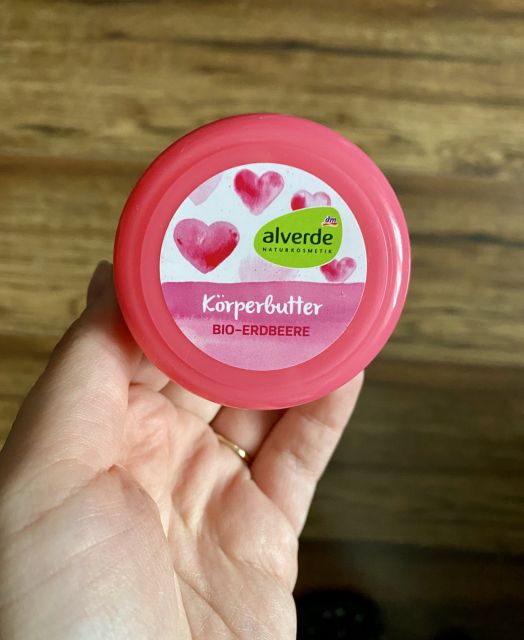 dm
alverde
NATURKOSMETIK
Körperbutter
BIO-ERDBEERE